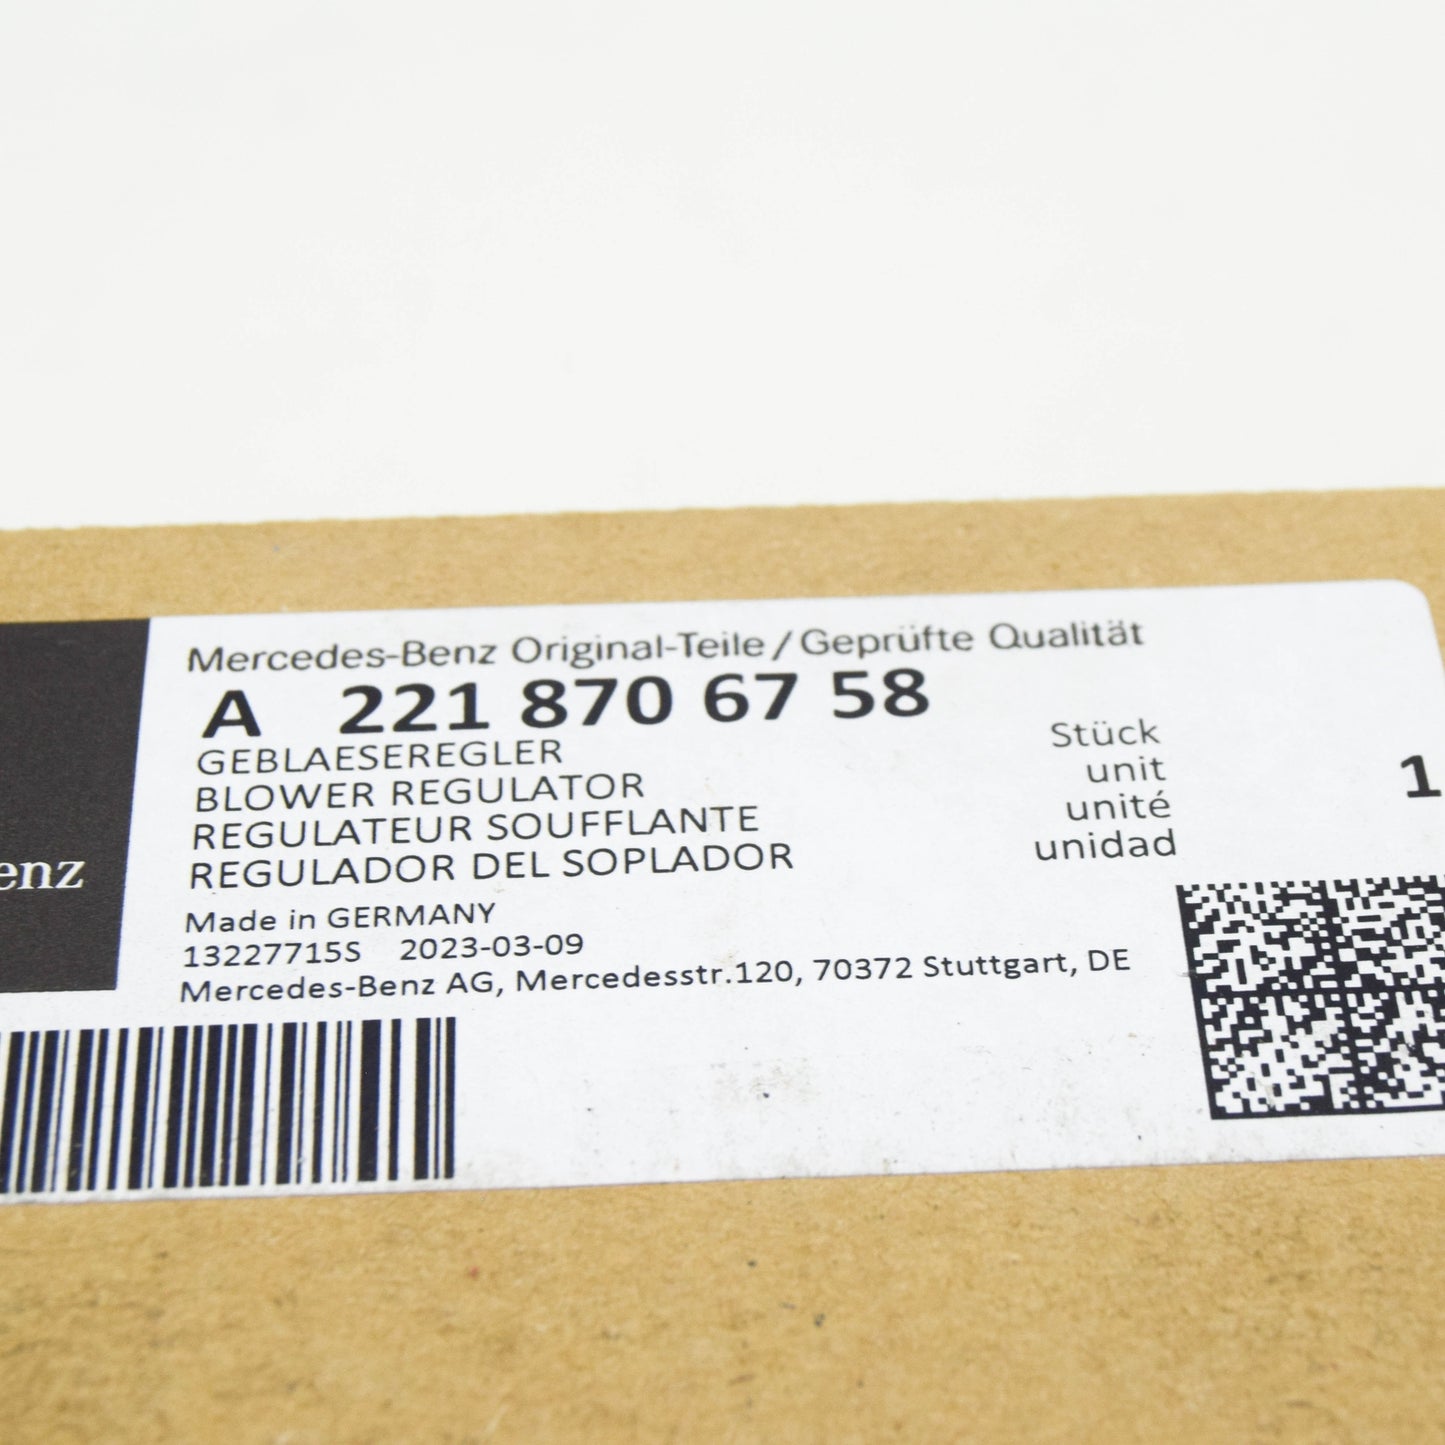 Mercedes-Benz Original-Teile / Geprüfte Qualität
A 221 870 67 58
GEBLAESEREGLER
BLOWER REGULATOR
REGULATEUR SOUFFLANTE
REGULADOR DEL SOPLADOR
Stück
unit
unité
unidad
1
enz
Made in GERMANY
13227715S 2023-03-09
Mercedes-Benz AG, Mercedesstr.120, 70372 Stuttgart, DE